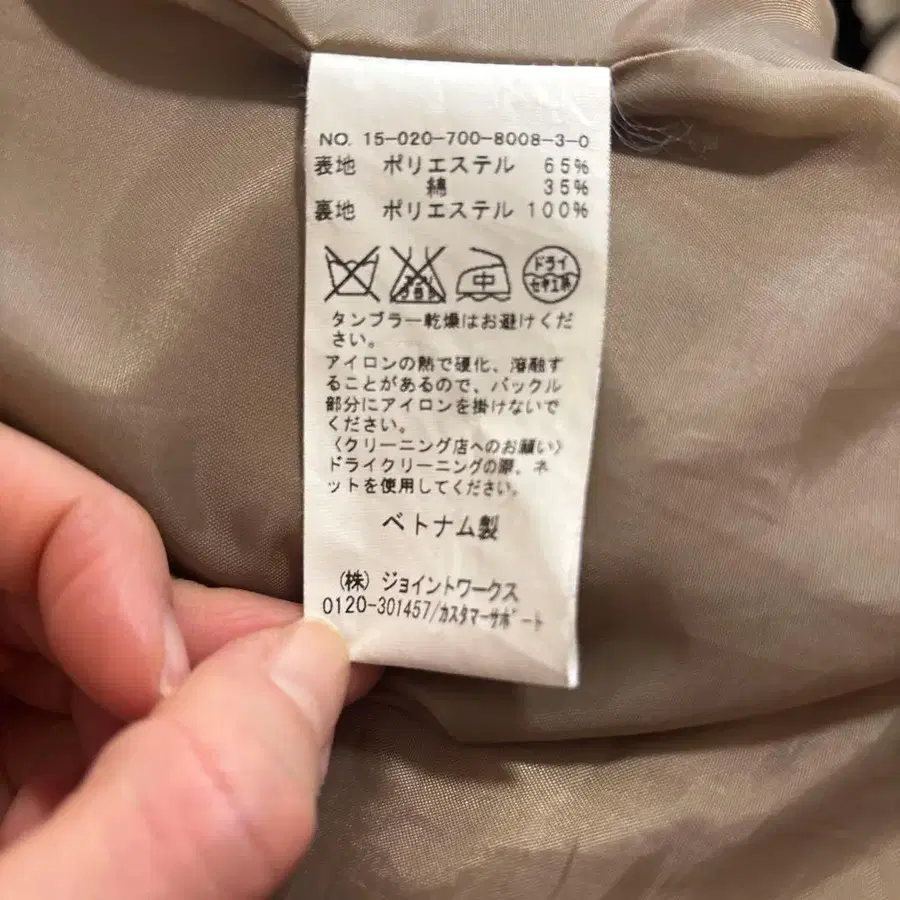 NO. 15-020-700-8008-3-0
表地 ポリエステル 65%
綿 35%
裏地 ポリエステル 100%
中
ドライ
セキユ系
タンブラー乾燥はお避けくだ
さい。
アイロンの熱で硬化、溶融す
ることがあるので、バックル
部分にアイロンを掛けないで
ください。
〈クリーニング店へのお願い〉
ドライクリーニングの際、ネ
ットを使用してください。
ベトナム製
(株) ジョイントワークス
0120-301457/カスタマーサポート